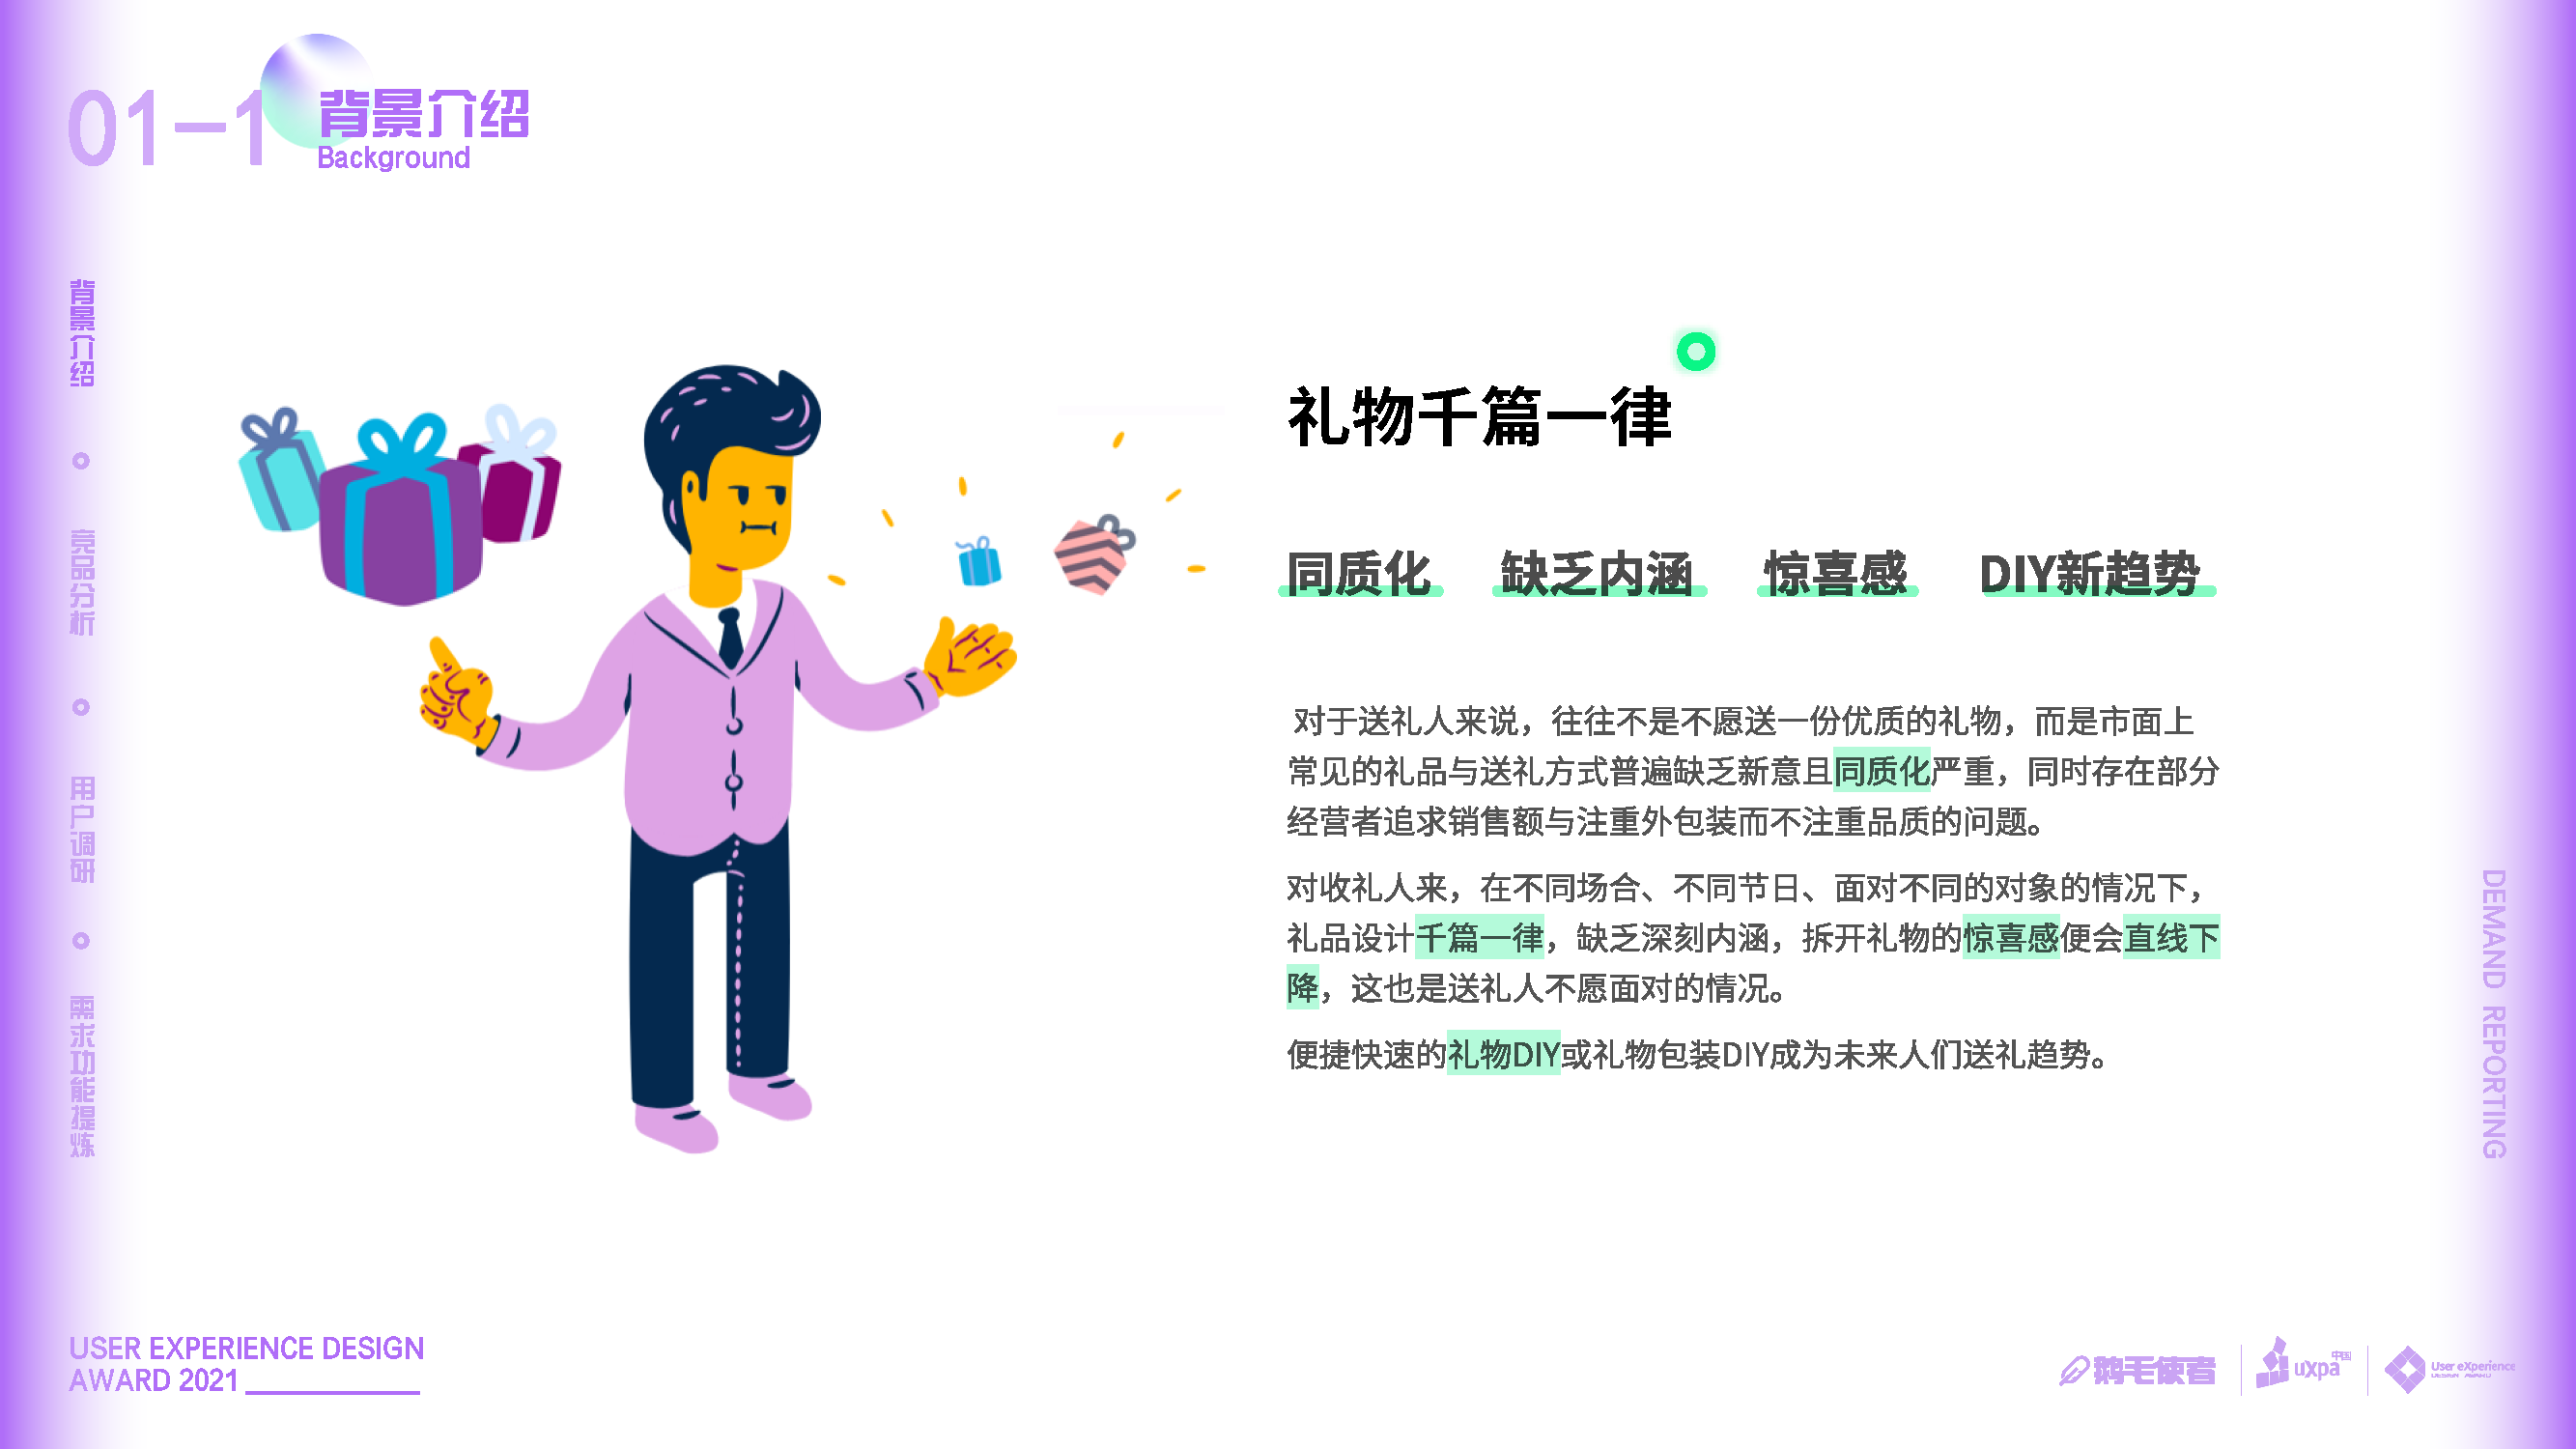 01-1
背景介绍
Background
背景介绍
竞品分析
用户调研
需求功能提炼
礼物千篇一律
同质化 缺乏内涵 惊喜感 DIY新趋势
对于送礼人来说，往往不是不愿送一份优质的礼物，而是市面上
常见的礼品与送礼方式普遍缺乏新意且同质化严重，同时存在部分
经营者追求销售额与注重外包装而不注重品质的问题。
对收礼人来，在不同场合、不同节日、面对不同的对象的情况下，
礼品设计千篇一律，缺乏深刻内涵，拆开礼物的惊喜感便会直线下
降，这也是送礼人不愿面对的情况。
便捷快速的礼物DIY或礼物包装DIY成为未来人们送礼趋势。
DEMAND REPORTING
USER EXPERIENCE DESIGN
AWARD 2021
鹅毛使者
uxpa中国
User eXperience